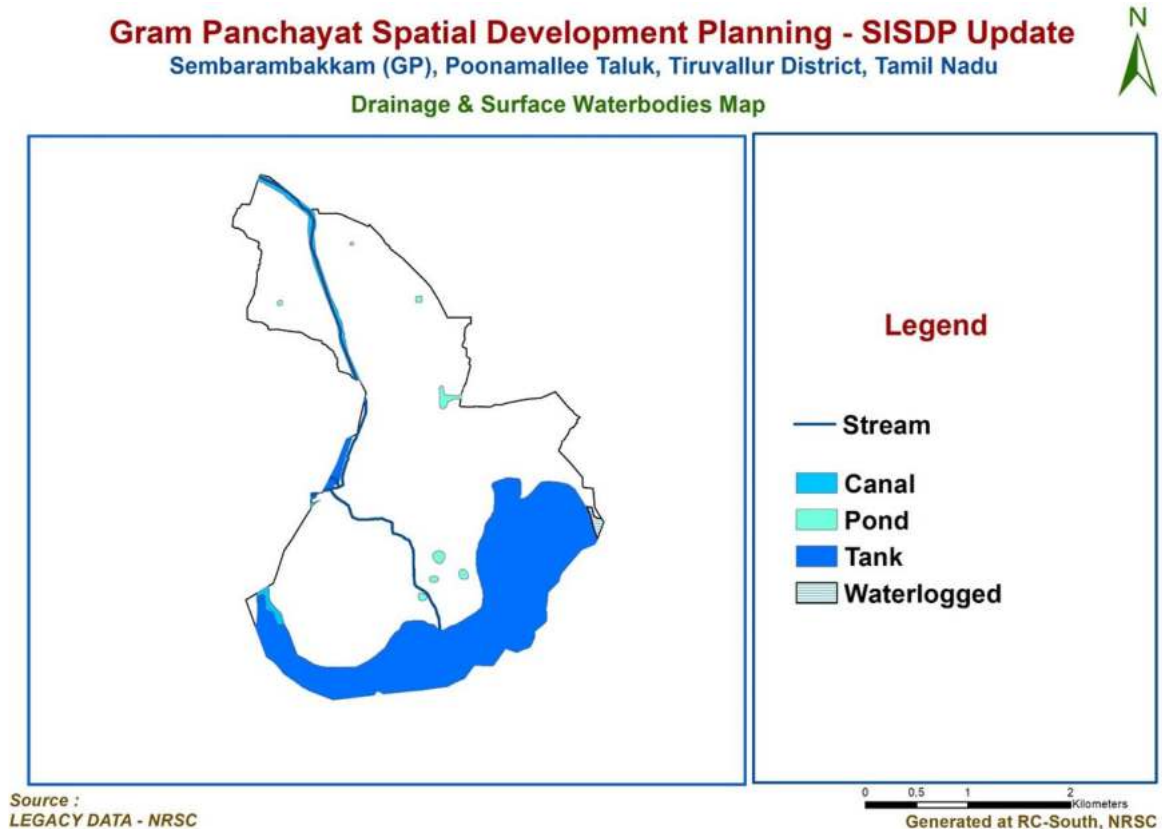 Gram Panchayat Spatial Development Planning - SISDP Update
Sembarambakkam (GP), Poonamallee Taluk, Tiruvallur District, Tamil Nadu
Drainage & Surface Waterbodies Map
N
Legend
Stream
Canal
Pond
Tank
Waterlogged
Source :
LEGACY DATA - NRSC
0 0.5 1 2
Kilometers
Generated at RC-South, NRSC